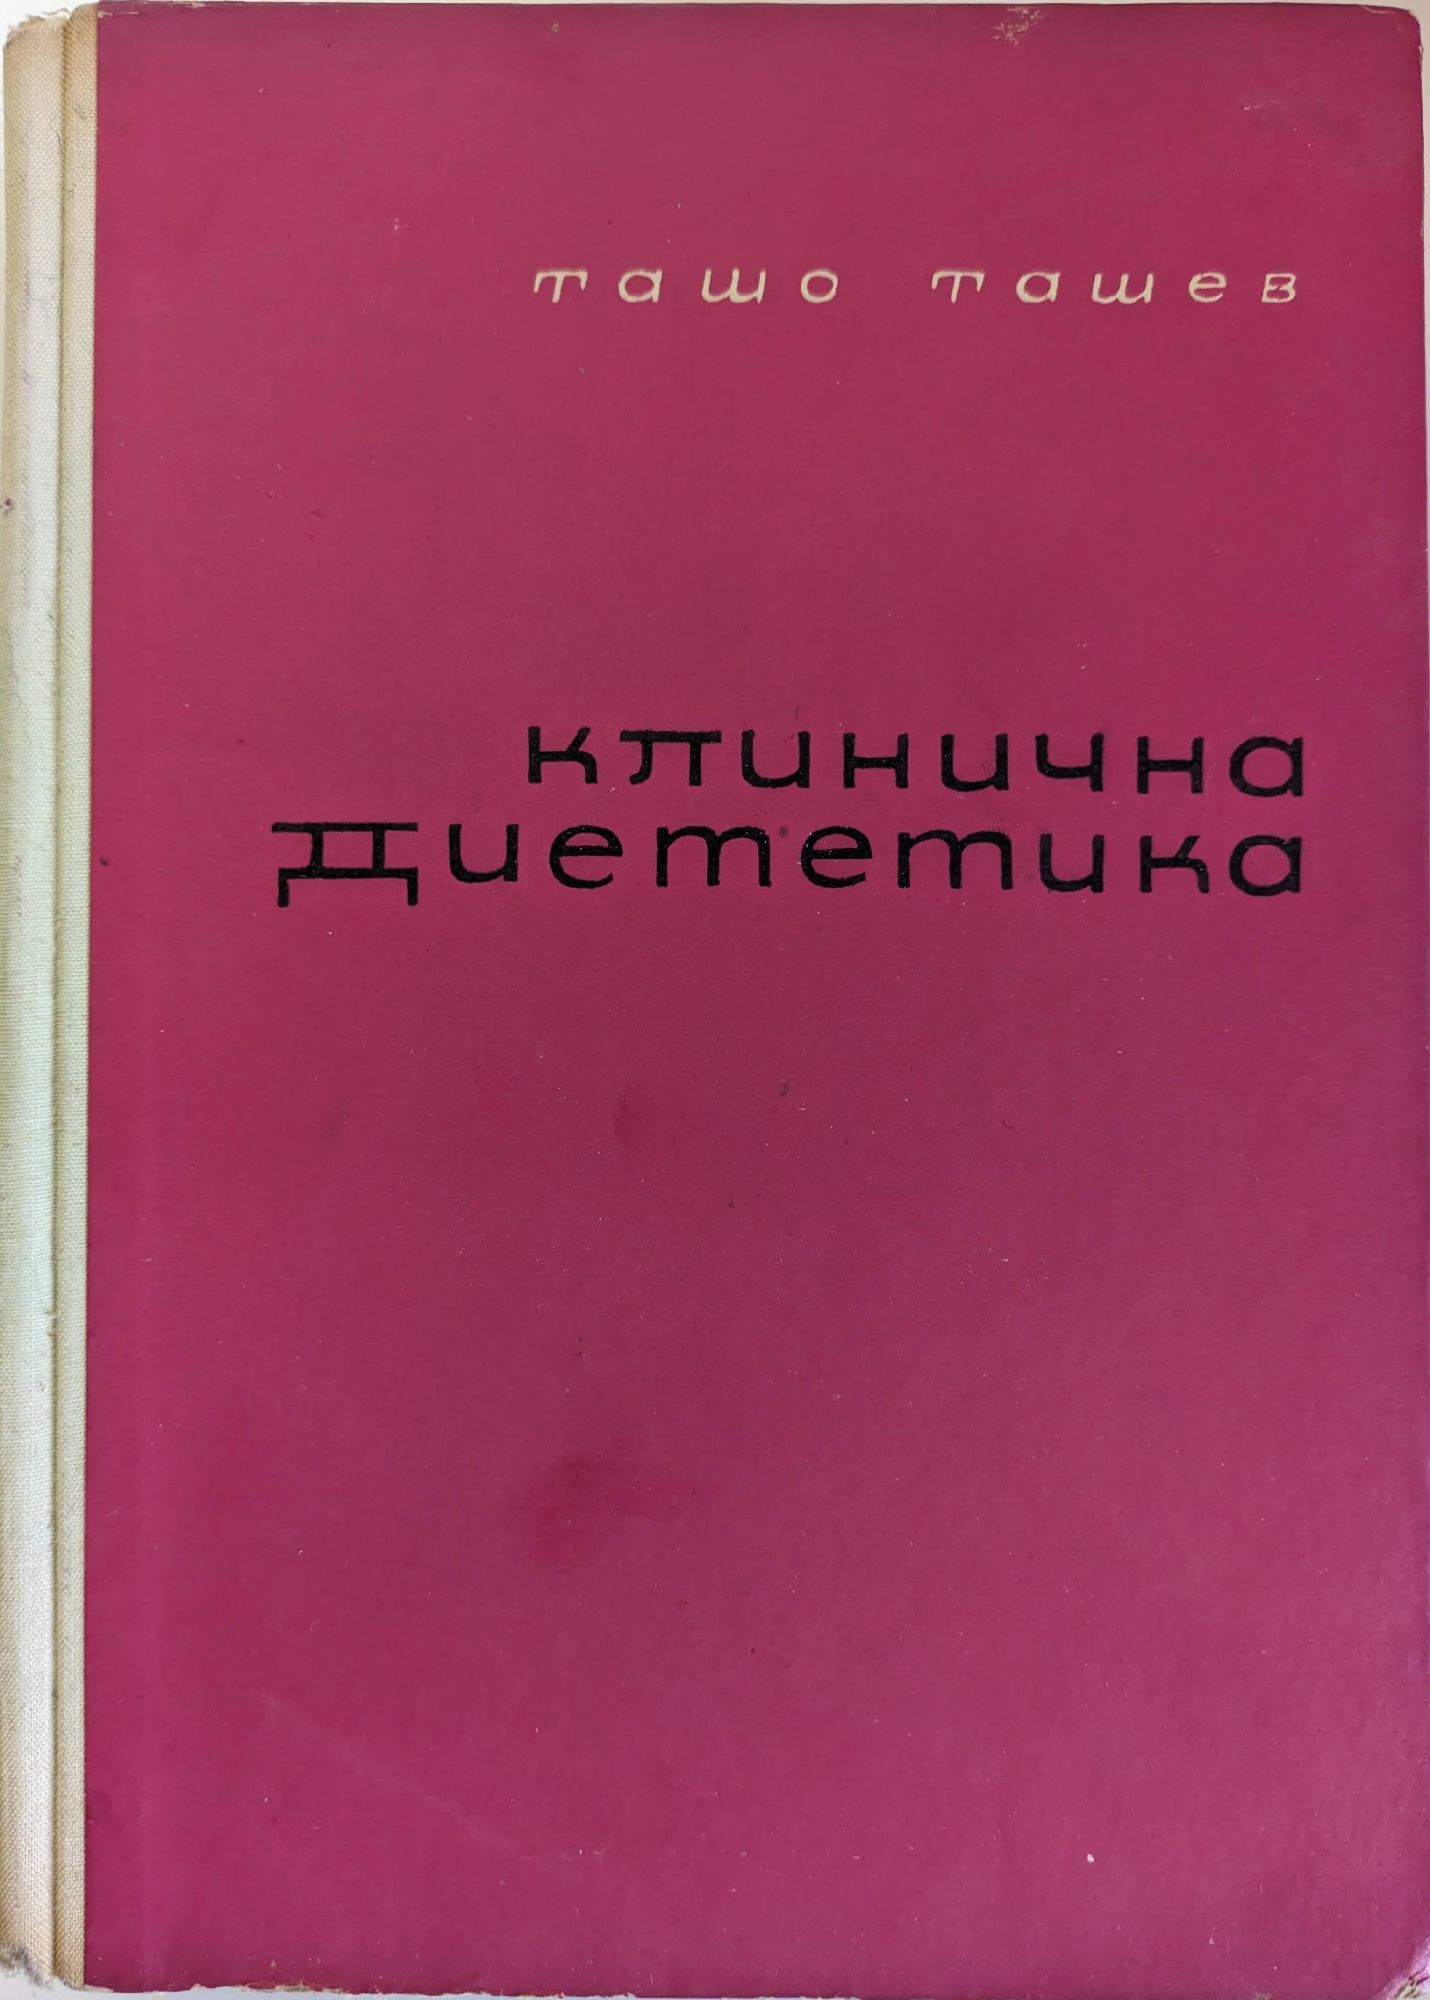 ташо ташев
клинична
диететика